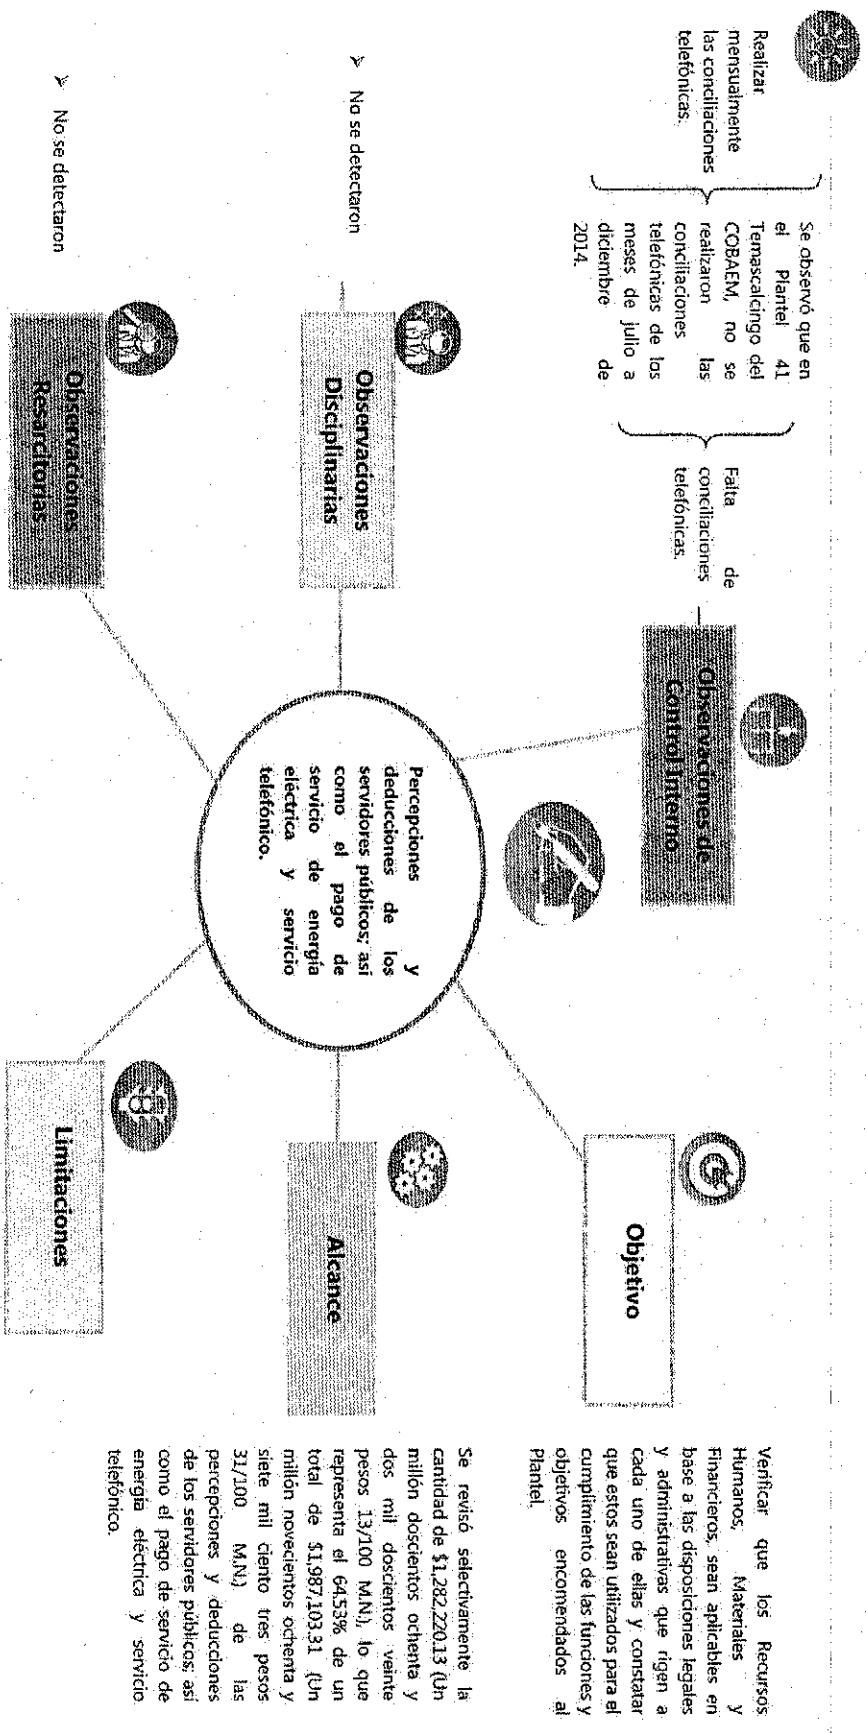 Realizar
mensualmente
las conciliaciones
telefónicas.
Se observó que en
el Plantel 41
Temascalcingo del
COBAEM, no se
realizaron las
conciliaciones
telefónicas de los
meses de julio a
diciembre de
2014.
Falta de
conciliaciones
telefónicas.
Observaciones de
Control Interno
➢ No se detectaron
Observaciones
Disciplinarias
➢ No se detectaron
Observaciones
Resarcitorias
Percepciones y
deducciones de los
servidores públicos; así
como el pago de
servicio de energía
eléctrica y servicio
telefónico.
Objetivo
Verificar que los Recursos
Humanos, Materiales y
Financieros, sean aplicables en
base a las disposiciones legales
y administrativas que rigen a
cada uno de ellas y constatar
que estos sean utilizados para el
cumplimiento de las funciones y
objetivos encomendados al
Plantel.
Alcance
Se revisó selectivamente la
cantidad de $1,282,220.13 (Un
millón doscientos ochenta y
dos mil doscientos veinte
pesos 13/100 M.N.), lo que
representa el 64.53% de un
total de $1,987,103.31 (Un
millón novecientos ochenta y
siete mil ciento tres pesos
31/100 M.N.) de las
percepciones y deducciones
de los servidores públicos; así
como el pago de servicio de
energía eléctrica y servicio
telefónico.
Limitaciones